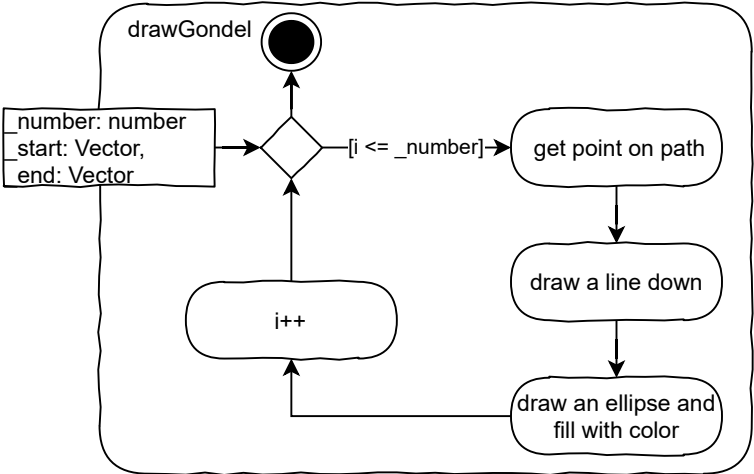 drawGondel
_number: number
_start: Vector,
_end: Vector
[i <= _number]
get point on path
draw a line down
draw an ellipse and
fill with color
i++